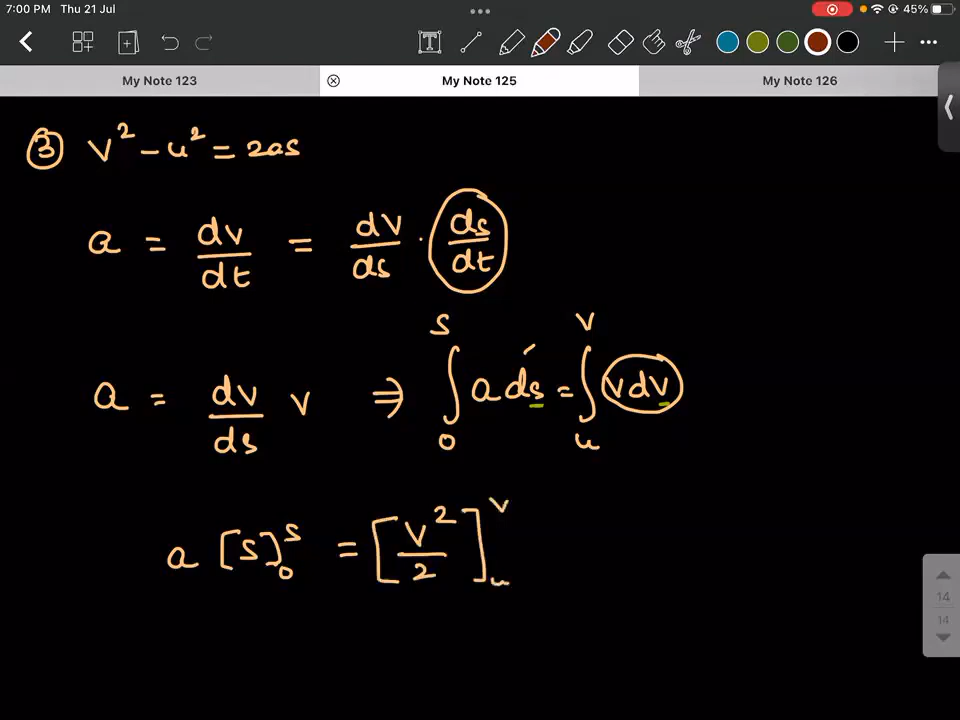 7:00 PM Thu 21 Jul 45%
My Note 123 My Note 125 My Note 126
③ v² - u² = 2as
a = dv/dt = dv/ds · ds/dt
a = dv/ds v ⇒ ∫₀ˢ a ds = ∫ᵤᵛ vdv
a [s]₀ˢ = [v²/2]ᵤᵛ
14
14